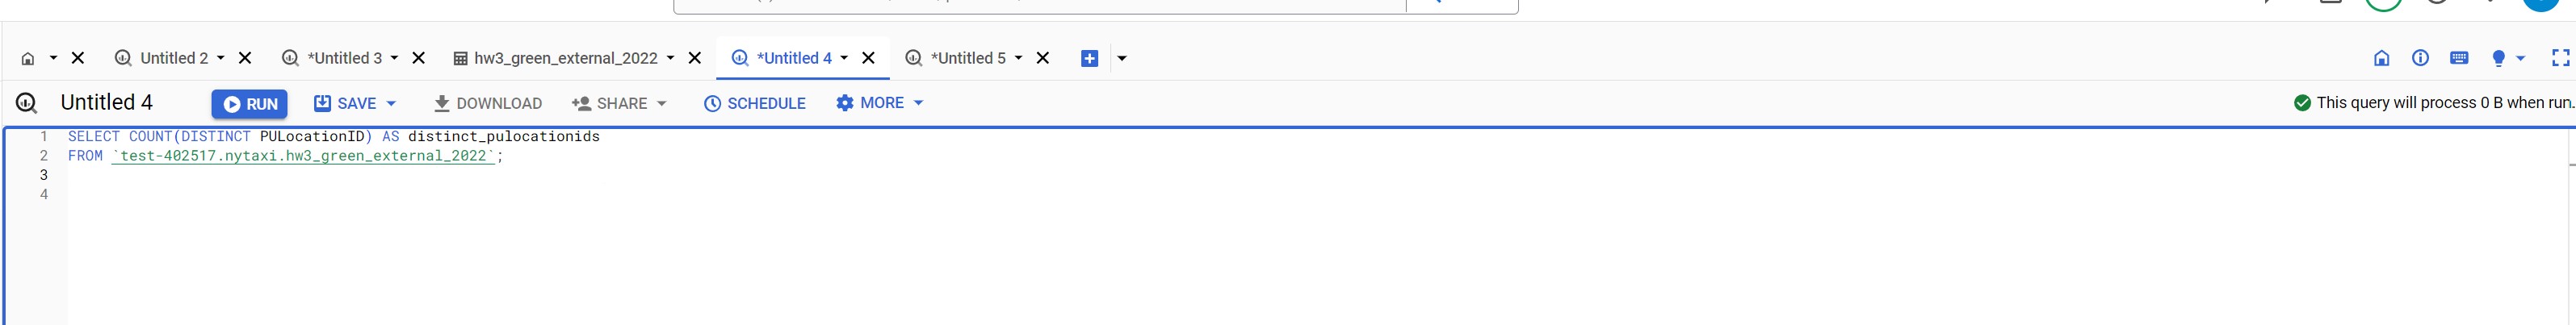 Untitled 2
*Untitled 3
hw3_green_external_2022
*Untitled 4
*Untitled 5
Untitled 4
RUN
SAVE
DOWNLOAD
SHARE
SCHEDULE
MORE
This query will process 0 B when run.
1 SELECT COUNT(DISTINCT PULocationID) AS distinct_pulocationids
2 FROM `test-402517.nytaxi.hw3_green_external_2022`;
3
4